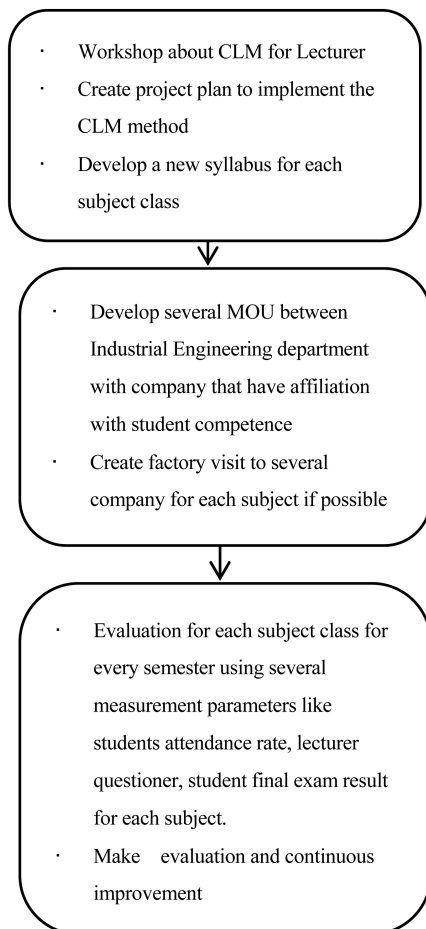 · Workshop about CLM for Lecturer
· Create project plan to implement the
CLM method
· Develop a new syllabus for each
subject class
· Develop several MOU between
Industrial Engineering department
with company that have affiliation
with student competence
· Create factory visit to several
company for each subject if possible
· Evaluation for each subject class for
every semester using several
measurement parameters like
students attendance rate, lecturer
questioner, student final exam result
for each subject.
· Make evaluation and continuous
improvement